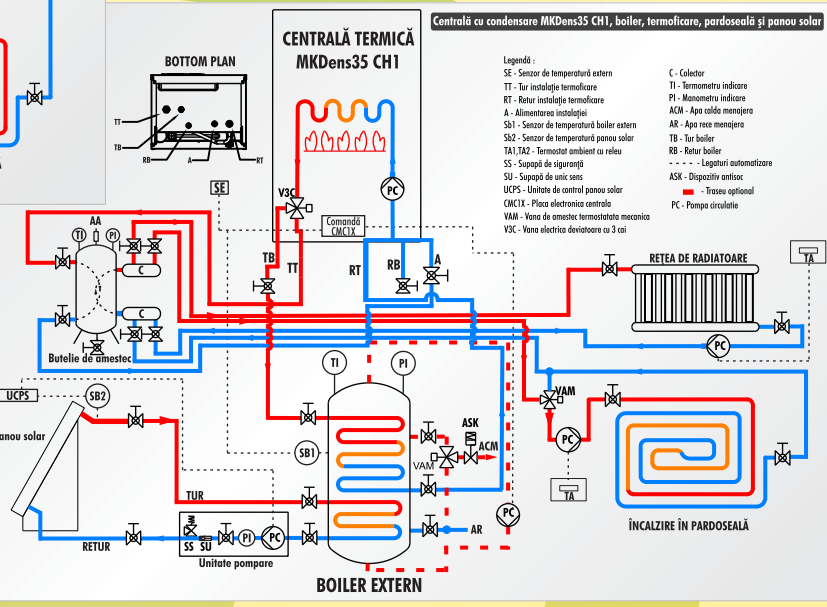 Centrală cu condensare MKDens35 CH1, boiler, termoficare, pardoseală şi panou solar
CENTRALĂ TERMICĂ
MKDens35 CH1
BOTTOM PLAN
TT
TB
RB
A
RT
Legendă :
SE - Senzor de temperatură extern
TT - Tur instalaţie termoficare
RT - Retur instalaţie termoficare
A - Alimentarea instalaţiei
Sb1 - Senzor de temperatură boiler extern
Sb2 - Senzor de temperatură panou solar
TA1,TA2 - Termostat ambient cu releu
SS - Supapă de siguranţă
SU - Supapă de unic sens
UCPS - Unitate de control panou solar
CMC1X - Placa electronica centrala
VAM - Vana de amestec termostatata mecanica
V3C - Vana electrica deviatoare cu 3 cai
C - Colector
TI - Termometru indicare
PI - Manometru indicare
ACM - Apa calda menajera
AR - Apa rece menajera
TB - Tur boiler
RB - Retur boiler
- - - - - Legaturi automatizare
ASK - Dispozitiv antisoc
- Traseu optional
PC - Pompa circulatie
SE
V3C
PC
Comandă
CMC1X
TB
TT
RT
RB
A
AA
TI
PI
C
C
Butelie de amestec
REŢEA DE RADIATOARE
TA
PC
TI
PI
VAM
UCPS
SB2
anou solar
SB1
ASK
ACM
VAM
PC
TA
TUR
RETUR
SS
SU
PI
PC
Unitate pompare
AR
PC
ÎNCALZIRE ÎN PARDOSEALĂ
BOILER EXTERN